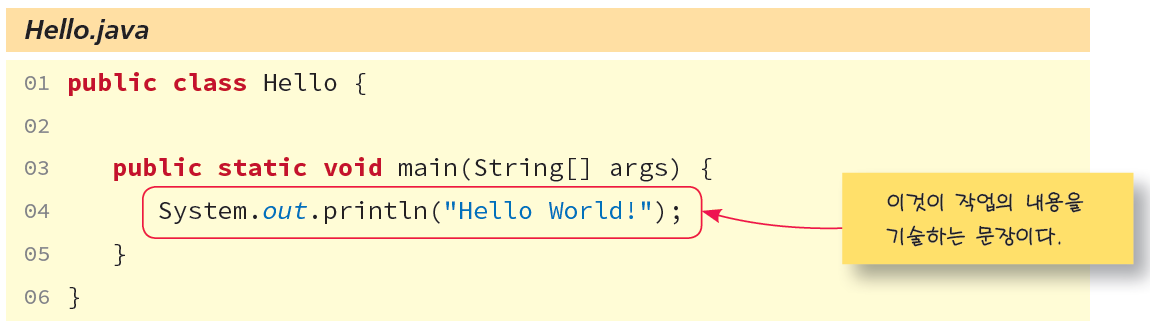 Hello.java
01 public class Hello {
02
03 public static void main(String[] args) {
04 System.out.println("Hello World!");
이것이 작업의 내용을
기술하는 문장이다.
05 }
06 }